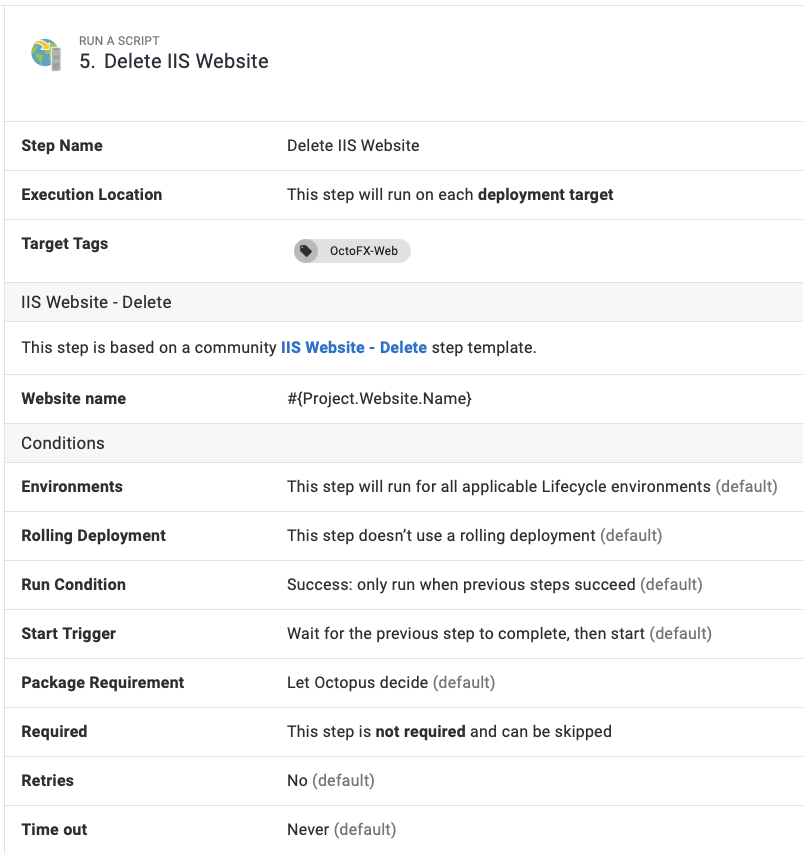 RUN A SCRIPT
5. Delete IIS Website
Step Name Delete IIS Website
Execution Location This step will run on each deployment target
Target Tags OctoFX-Web
IIS Website - Delete
This step is based on a community IIS Website - Delete step template.
Website name #{Project.Website.Name}
Conditions
Environments This step will run for all applicable Lifecycle environments (default)
Rolling Deployment This step doesn’t use a rolling deployment (default)
Run Condition Success: only run when previous steps succeed (default)
Start Trigger Wait for the previous step to complete, then start (default)
Package Requirement Let Octopus decide (default)
Required This step is not required and can be skipped
Retries No (default)
Time out Never (default)